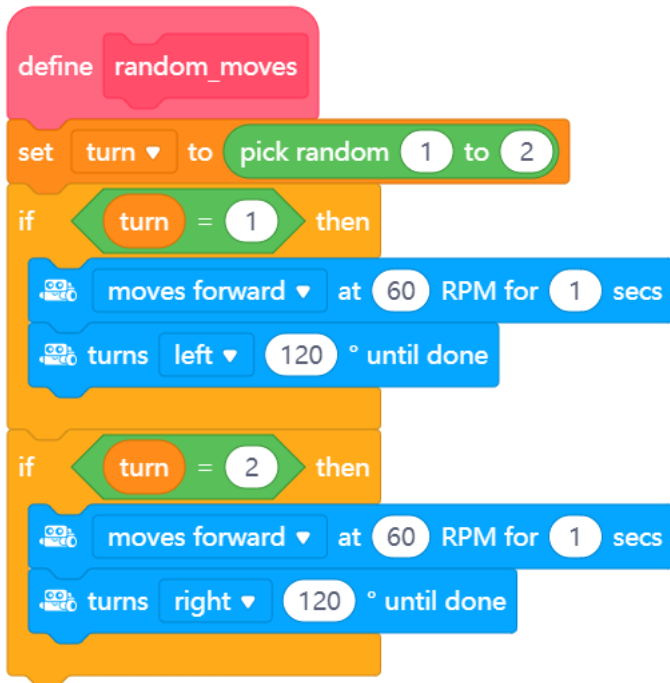 define random_moves
set turn to pick random 1 to 2
if turn = 1 then
moves forward at 60 RPM for 1 secs
turns left 120 ° until done
if turn = 2 then
moves forward at 60 RPM for 1 secs
turns right 120 ° until done